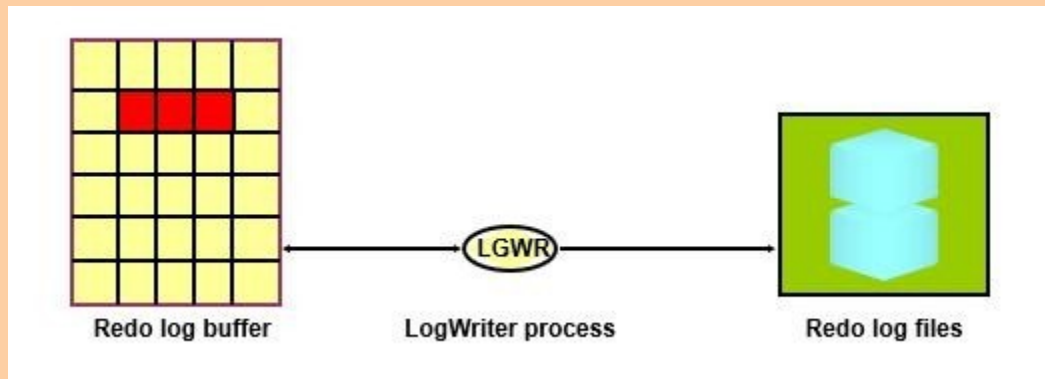 LGWR
Redo log buffer
LogWriter process
Redo log files